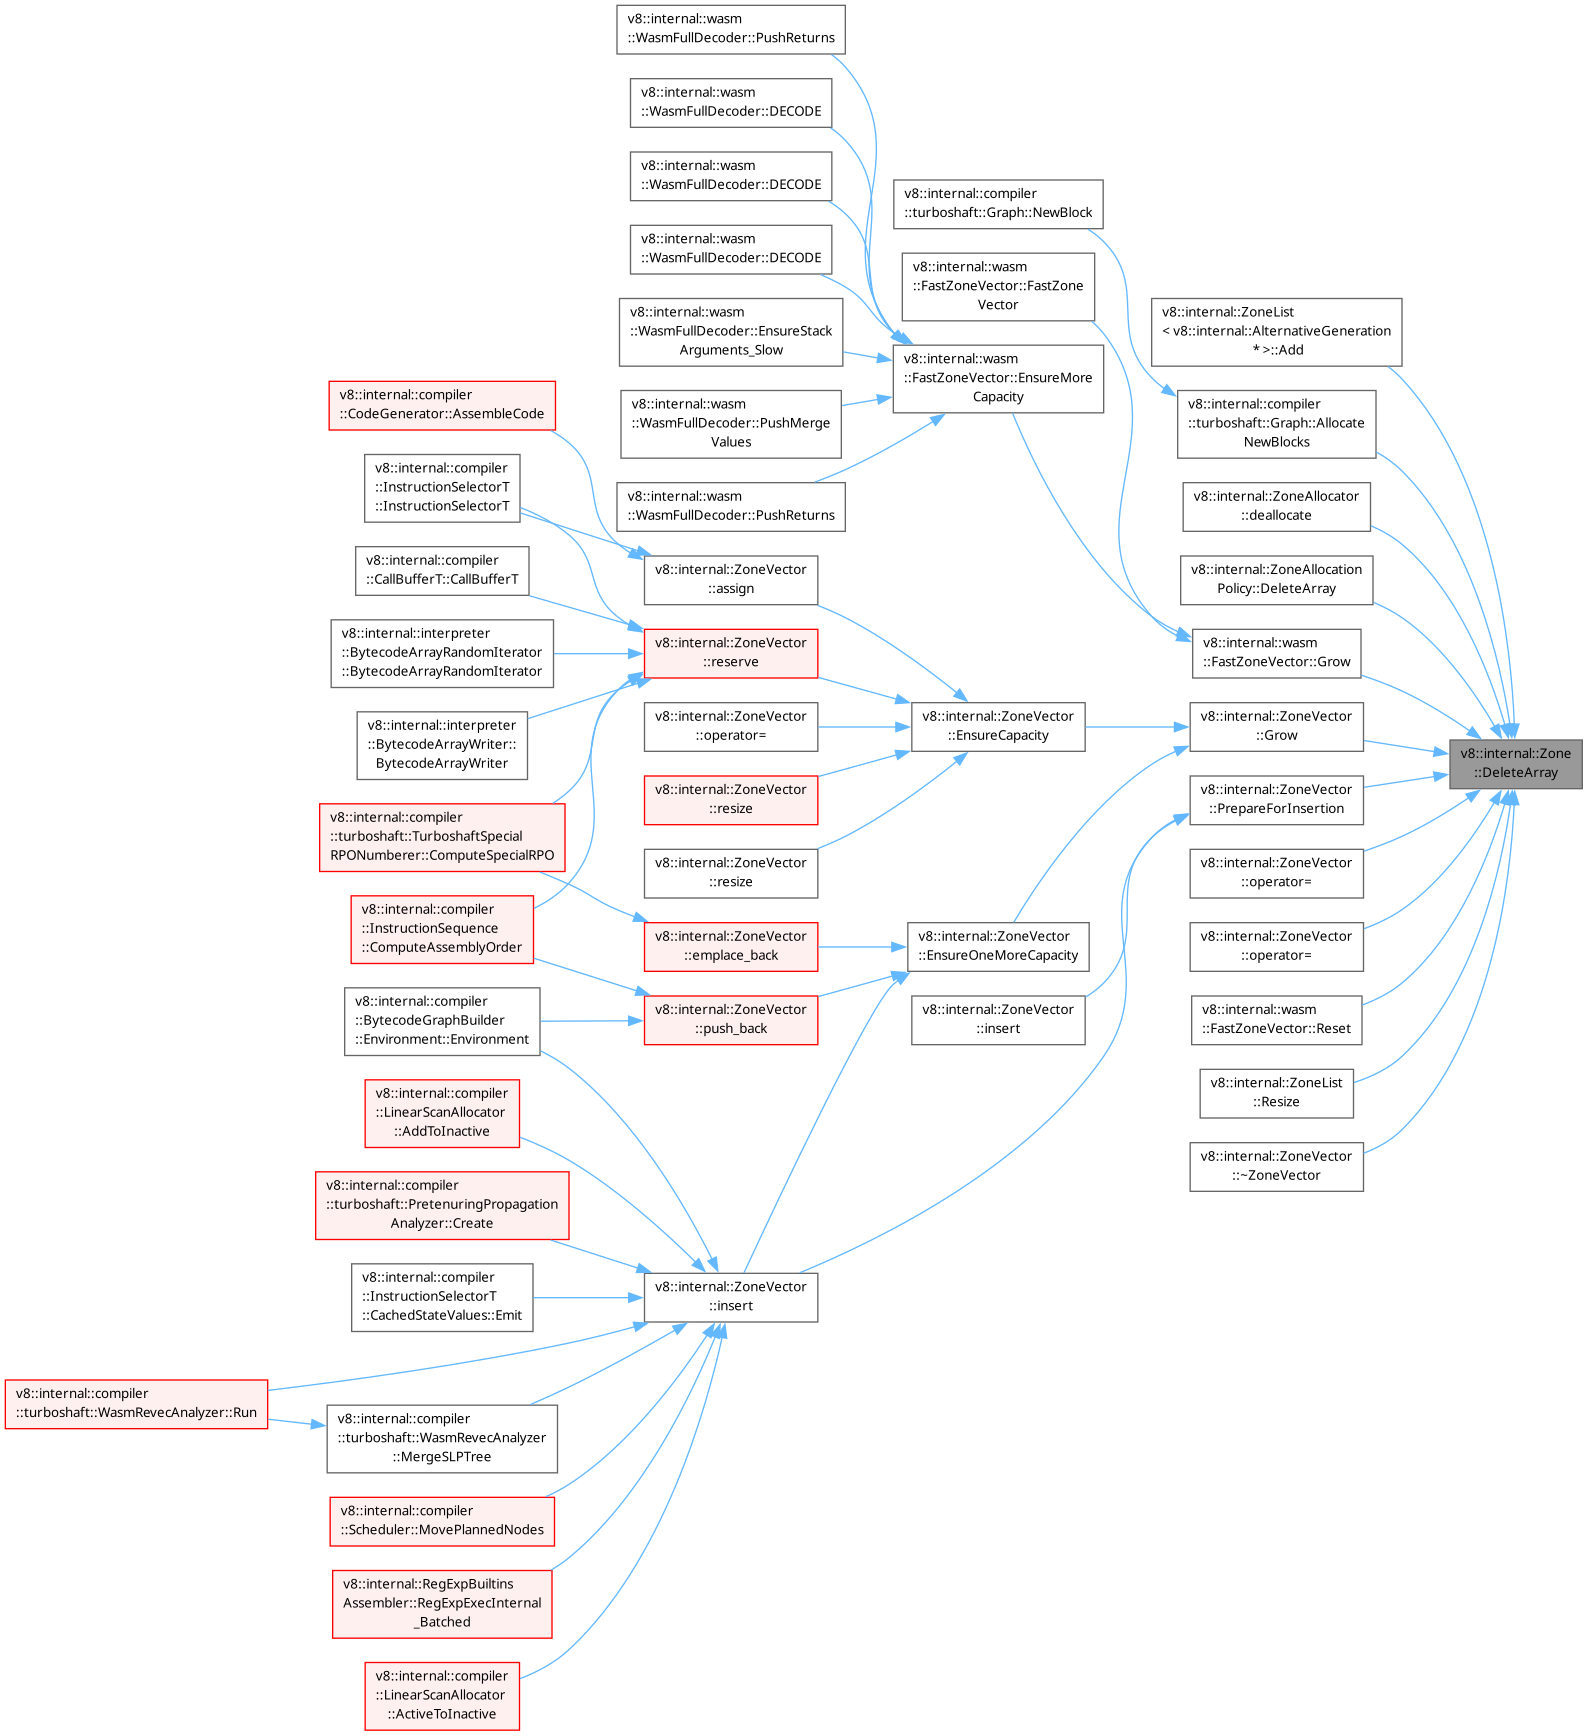 v8::internal::wasm
::WasmFullDecoder::PushReturns
v8::internal::wasm
::WasmFullDecoder::DECODE
v8::internal::wasm
::WasmFullDecoder::DECODE
v8::internal::wasm
::WasmFullDecoder::DECODE
v8::internal::wasm
::WasmFullDecoder::EnsureStack
Arguments_Slow
v8::internal::wasm
::WasmFullDecoder::PushMerge
Values
v8::internal::wasm
::WasmFullDecoder::PushReturns
v8::internal::compiler
::turboshaft::Graph::NewBlock
v8::internal::wasm
::FastZoneVector::FastZone
Vector
v8::internal::wasm
::FastZoneVector::EnsureMore
Capacity
v8::internal::ZoneList
< v8::internal::AlternativeGeneration
* >::Add
v8::internal::compiler
::turboshaft::Graph::Allocate
NewBlocks
v8::internal::ZoneAllocator
::deallocate
v8::internal::ZoneAllocation
Policy::DeleteArray
v8::internal::wasm
::FastZoneVector::Grow
v8::internal::ZoneVector
::Grow
v8::internal::ZoneVector
::PrepareForInsertion
v8::internal::ZoneVector
::operator=
v8::internal::ZoneVector
::operator=
v8::internal::wasm
::FastZoneVector::Reset
v8::internal::ZoneList
::Resize
v8::internal::ZoneVector
::~ZoneVector
v8::internal::Zone
::DeleteArray
v8::internal::compiler
::CodeGenerator::AssembleCode
v8::internal::compiler
::InstructionSelectorT
::InstructionSelectorT
v8::internal::compiler
::CallBufferT::CallBufferT
v8::internal::interpreter
::BytecodeArrayRandomIterator
::BytecodeArrayRandomIterator
v8::internal::interpreter
::BytecodeArrayWriter::
BytecodeArrayWriter
v8::internal::compiler
::turboshaft::TurboshaftSpecial
RPONumberer::ComputeSpecialRPO
v8::internal::compiler
::InstructionSequence
::ComputeAssemblyOrder
v8::internal::compiler
::BytecodeGraphBuilder
::Environment::Environment
v8::internal::compiler
::LinearScanAllocator
::AddToInactive
v8::internal::compiler
::turboshaft::PretenuringPropagation
Analyzer::Create
v8::internal::compiler
::InstructionSelectorT
::CachedStateValues::Emit
v8::internal::compiler
::turboshaft::WasmRevecAnalyzer::Run
v8::internal::compiler
::turboshaft::WasmRevecAnalyzer
::MergeSLPTree
v8::internal::compiler
::Scheduler::MovePlannedNodes
v8::internal::RegExpBuiltins
Assembler::RegExpExecInternal
_Batched
v8::internal::compiler
::LinearScanAllocator
::ActiveToInactive
v8::internal::ZoneVector
::assign
v8::internal::ZoneVector
::reserve
v8::internal::ZoneVector
::operator=
v8::internal::ZoneVector
::resize
v8::internal::ZoneVector
::resize
v8::internal::ZoneVector
::emplace_back
v8::internal::ZoneVector
::push_back
v8::internal::ZoneVector
::insert
v8::internal::ZoneVector
::EnsureCapacity
v8::internal::ZoneVector
::EnsureOneMoreCapacity
v8::internal::ZoneVector
::insert